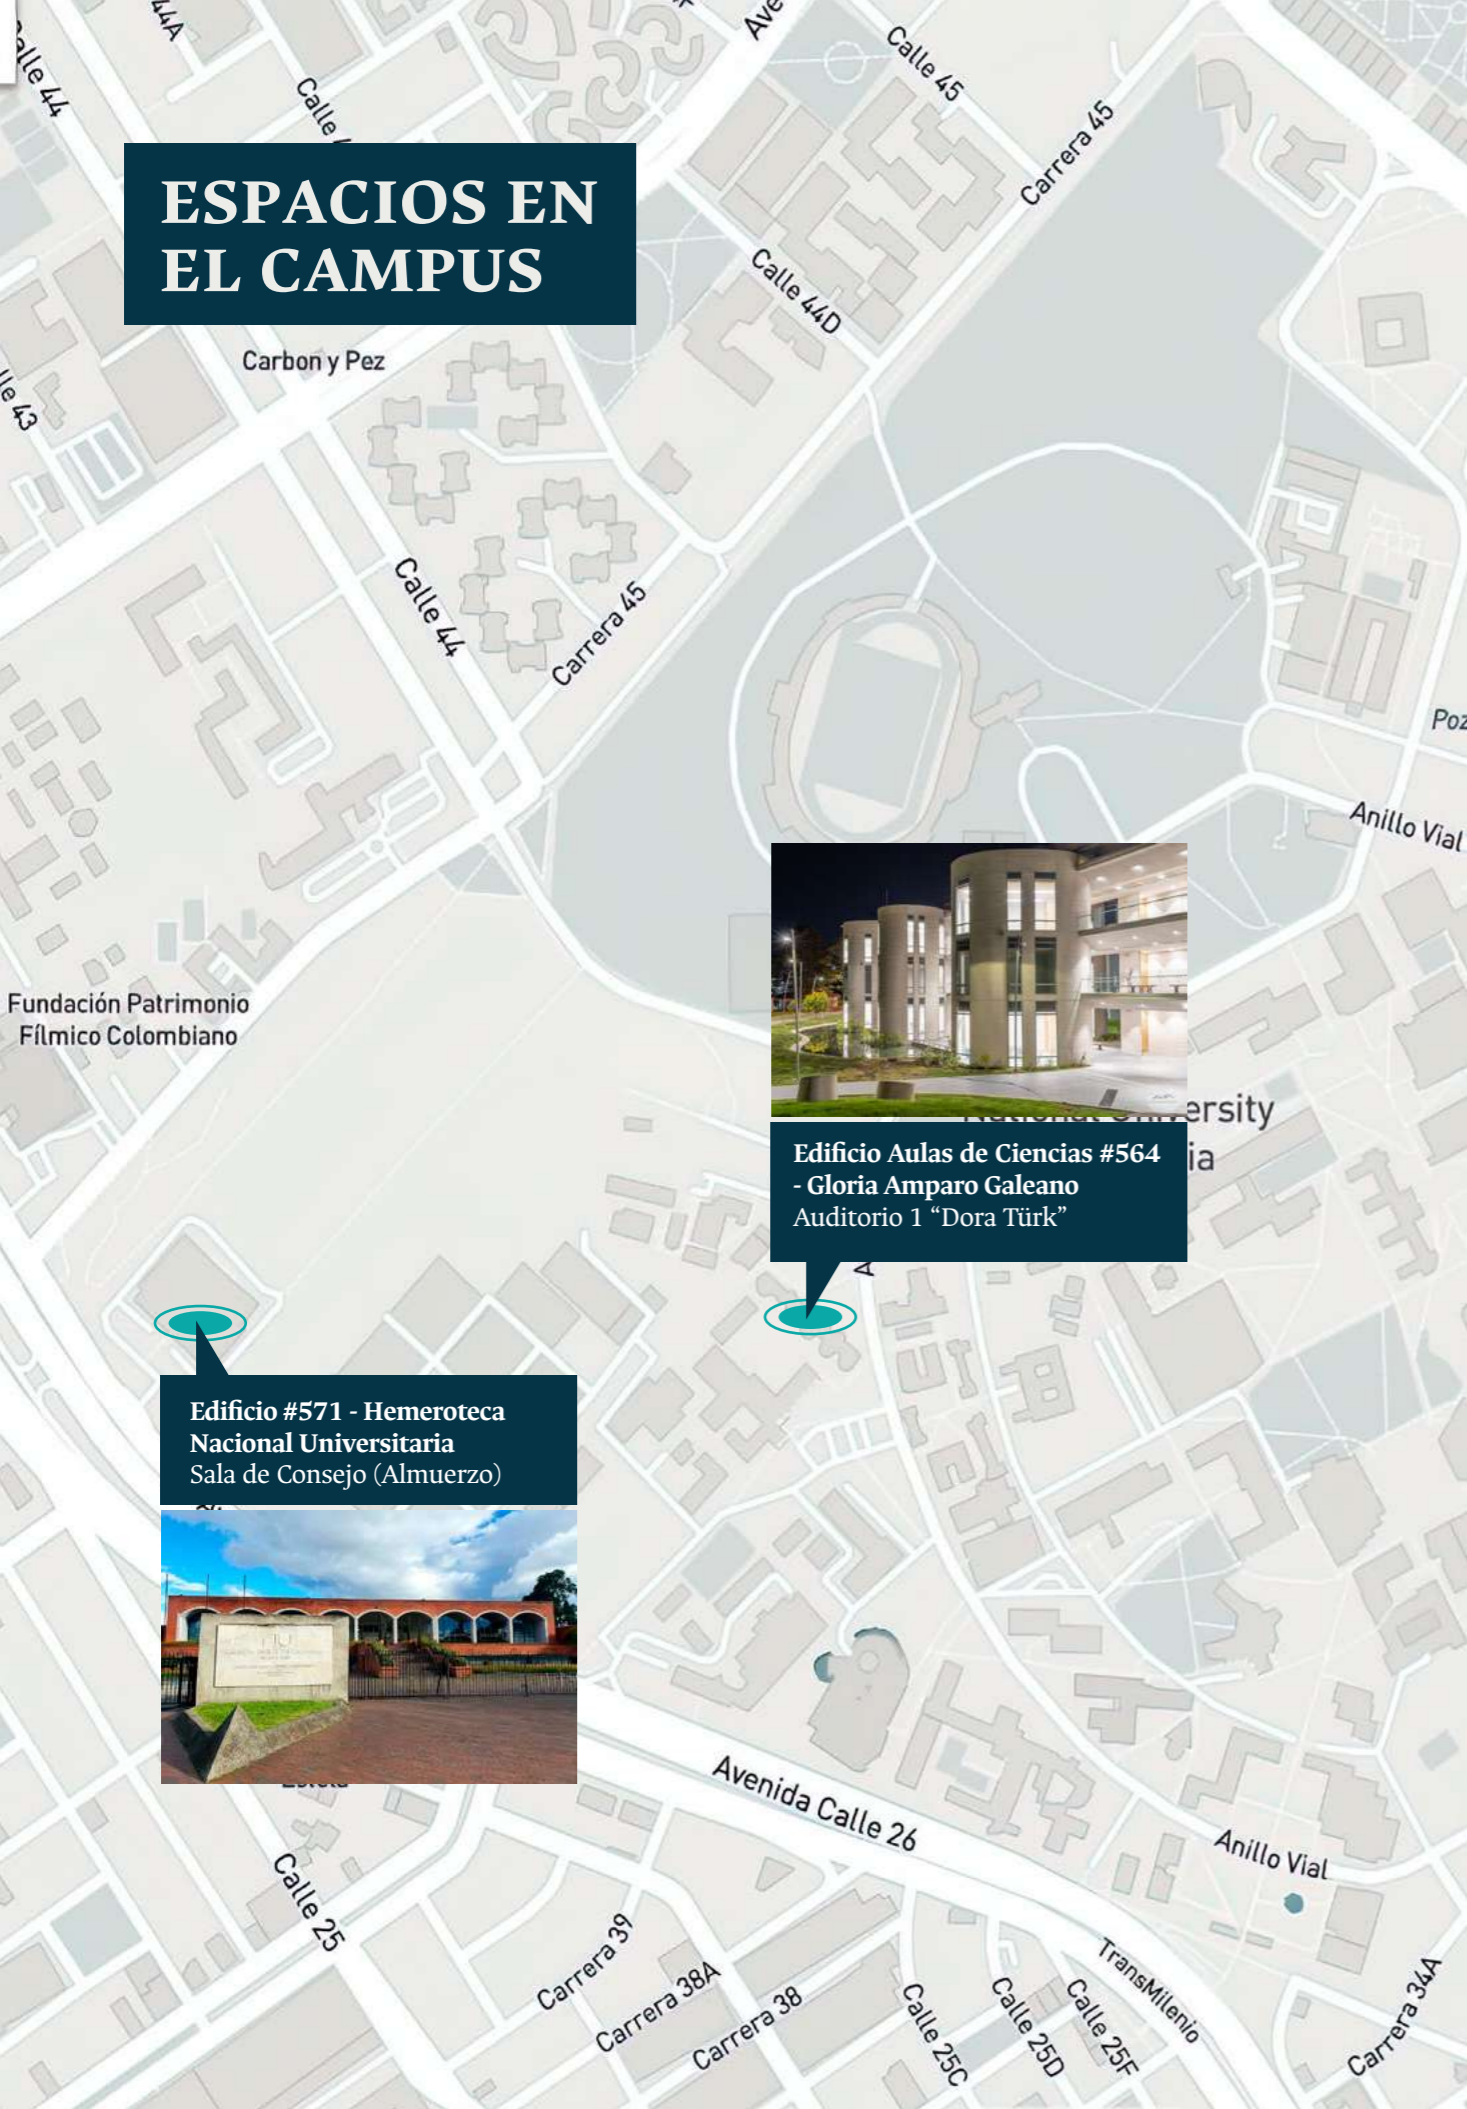 44A
Calle 44
Calle 45
Carrera 45
ESPACIOS EN
EL CAMPUS
Calle 44D
Carbon y Pez
Calle 44
Carrera 45
Anillo Vial
Fundación Patrimonio
Fílmico Colombiano
Edificio Aulas de Ciencias #564
- Gloria Amparo Galeano
Auditorio 1 “Dora Türk”
Edificio #571 - Hemeroteca
Nacional Universitaria
Sala de Consejo (Almuerzo)
Avenida Calle 26
Anillo Vial
Calle 25
Carrera 39
Carrera 38A
Carrera 38
Calle 25C
Calle 25D
Calle 25F
TransMilenio
Carrera 34A